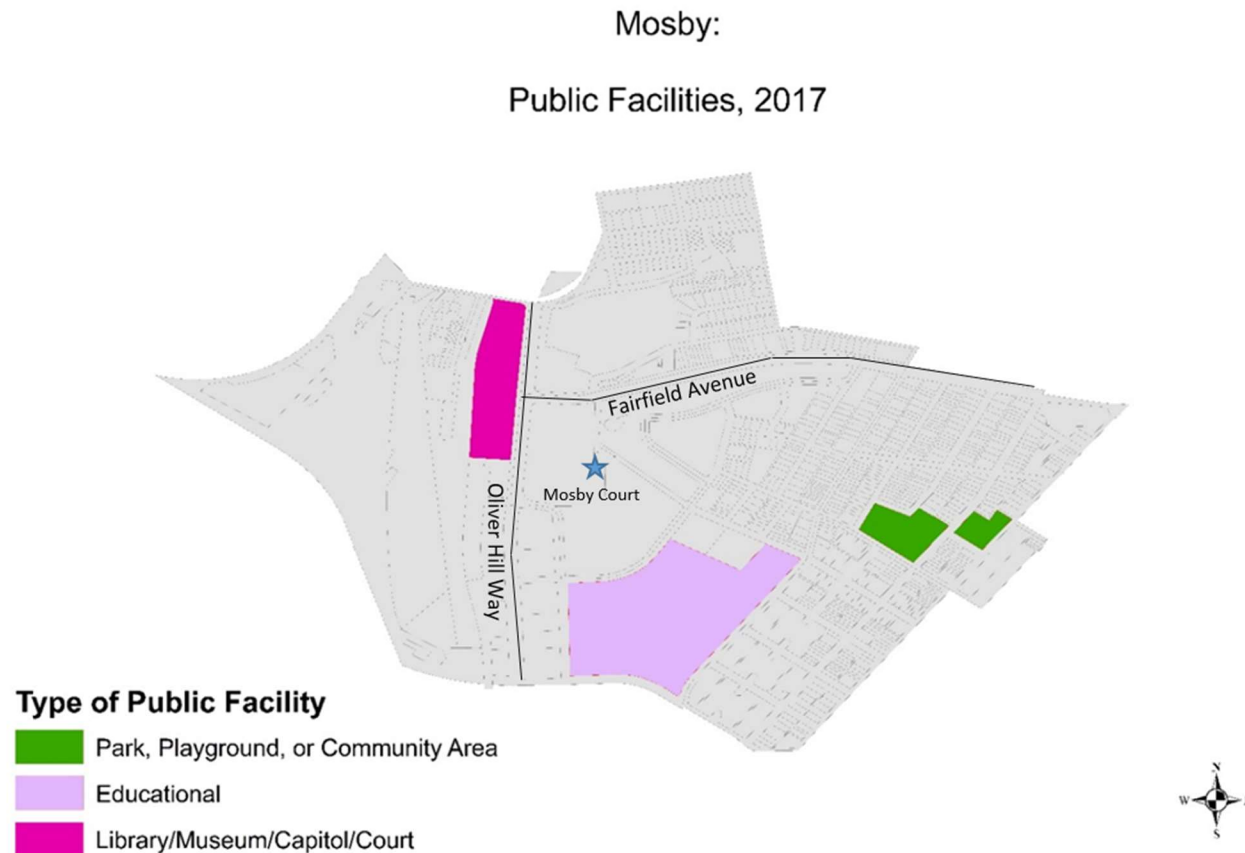 Mosby:
Public Facilities, 2017
Fairfield Avenue
Mosby Court
Oliver Hill Way
Type of Public Facility
Park, Playground, or Community Area
Educational
Library/Museum/Capitol/Court
N
W
S